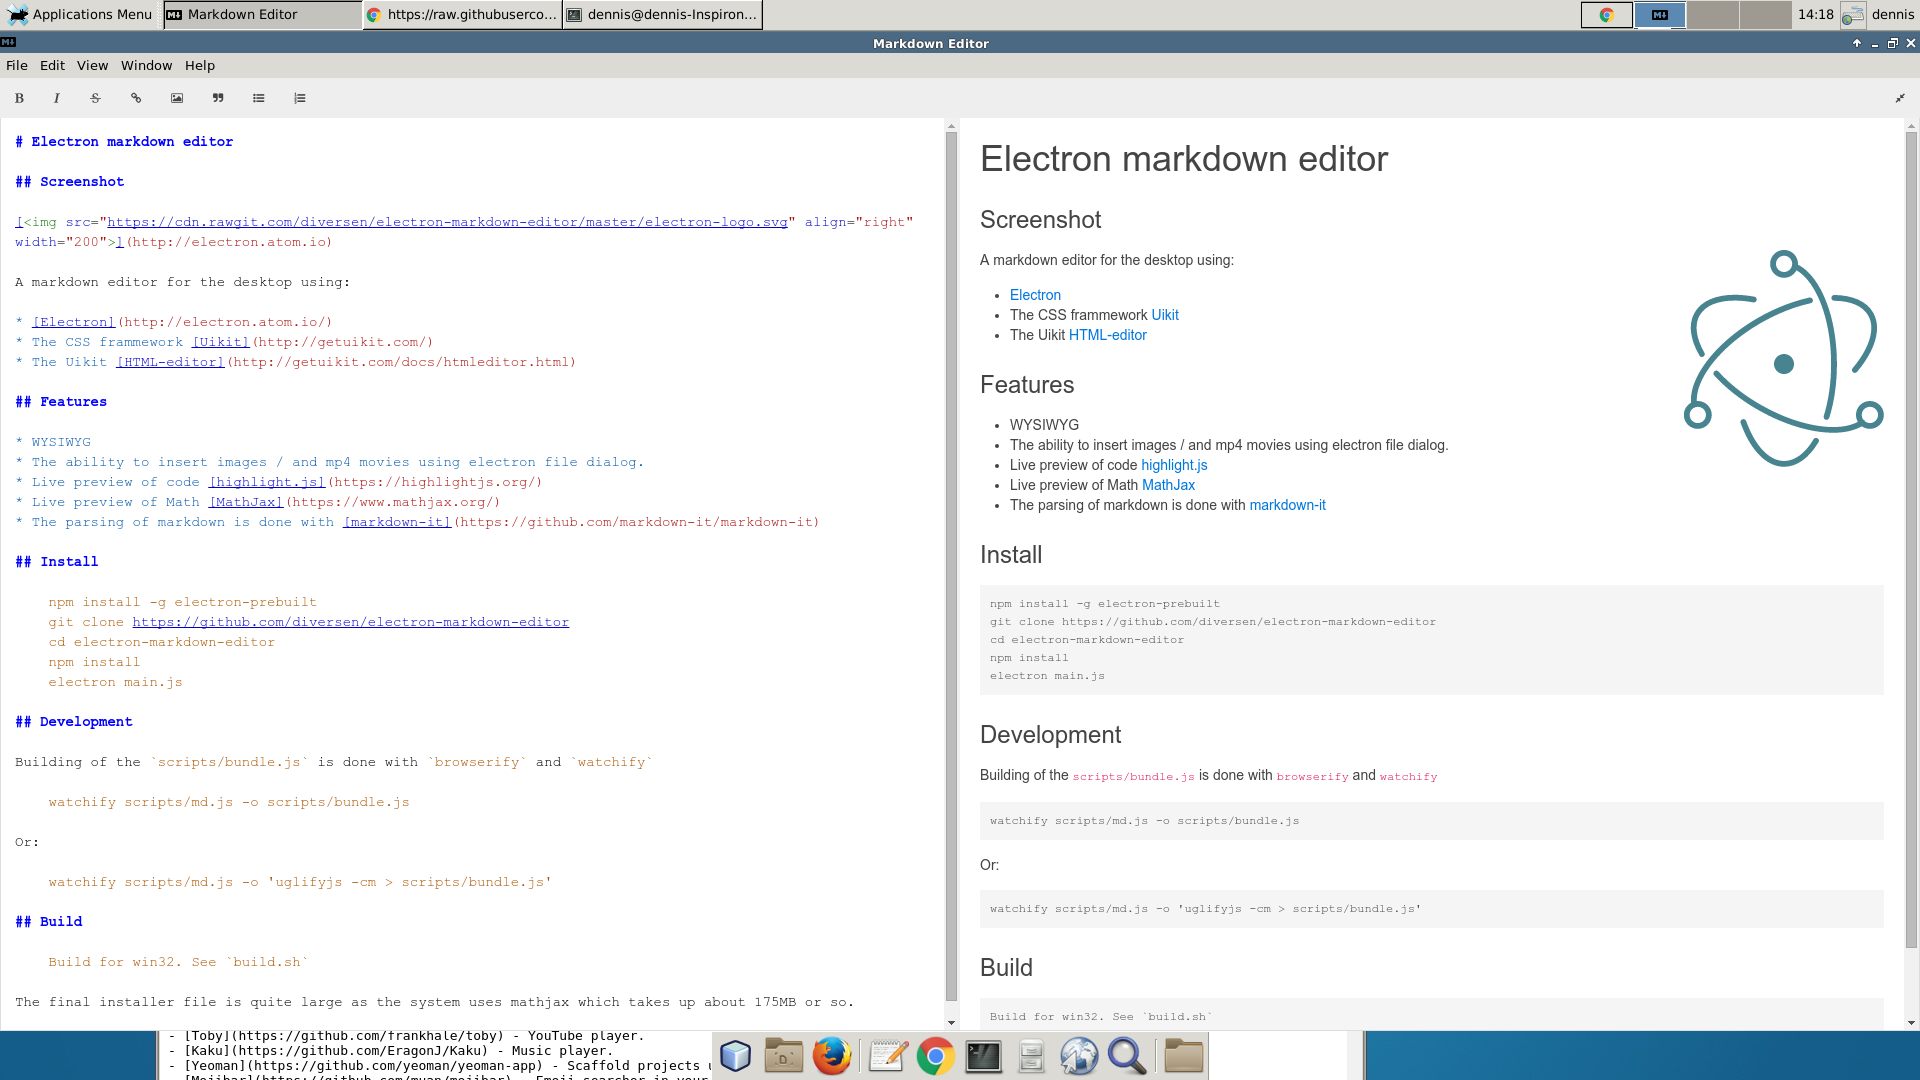 Applications Menu
Markdown Editor
https://raw.githubuserco...
dennis@dennis-Inspiron...
14:18
dennis
Markdown Editor
File Edit View Window Help
B I S
# Electron markdown editor
## Screenshot
[<img src="https://cdn.rawgit.com/diversen/electron-markdown-editor/master/electron-logo.svg" align="right"
width="200">](http://electron.atom.io)
A markdown editor for the desktop using:
* [Electron](http://electron.atom.io/)
* The CSS frammework [Uikit](http://getuikit.com/)
* The Uikit [HTML-editor](http://getuikit.com/docs/htmleditor.html)
## Features
* WYSIWYG
* The ability to insert images / and mp4 movies using electron file dialog.
* Live preview of code [highlight.js](https://highlightjs.org/)
* Live preview of Math [MathJax](https://www.mathjax.org/)
* The parsing of markdown is done with [markdown-it](https://github.com/markdown-it/markdown-it)
## Install
npm install -g electron-prebuilt
git clone https://github.com/diversen/electron-markdown-editor
cd electron-markdown-editor
npm install
electron main.js
## Development
Building of the `scripts/bundle.js` is done with `browserify` and `watchify`
watchify scripts/md.js -o scripts/bundle.js
Or:
watchify scripts/md.js -o 'uglifyjs -cm > scripts/bundle.js'
## Build
Build for win32. See `build.sh`
The final installer file is quite large as the system uses mathjax which takes up about 175MB or so.
Electron markdown editor
Screenshot
A markdown editor for the desktop using:
• Electron
• The CSS frammework Uikit
• The Uikit HTML-editor
Features
• WYSIWYG
• The ability to insert images / and mp4 movies using electron file dialog.
• Live preview of code highlight.js
• Live preview of Math MathJax
• The parsing of markdown is done with markdown-it
Install
npm install -g electron-prebuilt
git clone https://github.com/diversen/electron-markdown-editor
cd electron-markdown-editor
npm install
electron main.js
Development
Building of the scripts/bundle.js is done with browserify and watchify
watchify scripts/md.js -o scripts/bundle.js
Or:
watchify scripts/md.js -o 'uglifyjs -cm > scripts/bundle.js'
Build
Build for win32. See `build.sh`
- [Toby](https://github.com/frankhale/toby) - YouTube player.
- [Kaku](https://github.com/EragonJ/Kaku) - Music player.
- [Yeoman](https://github.com/yeoman/yeoman-app) - Scaffold projects
- [Mojibar](https://github.com/muan/mojibar) - Emoji searcher in your